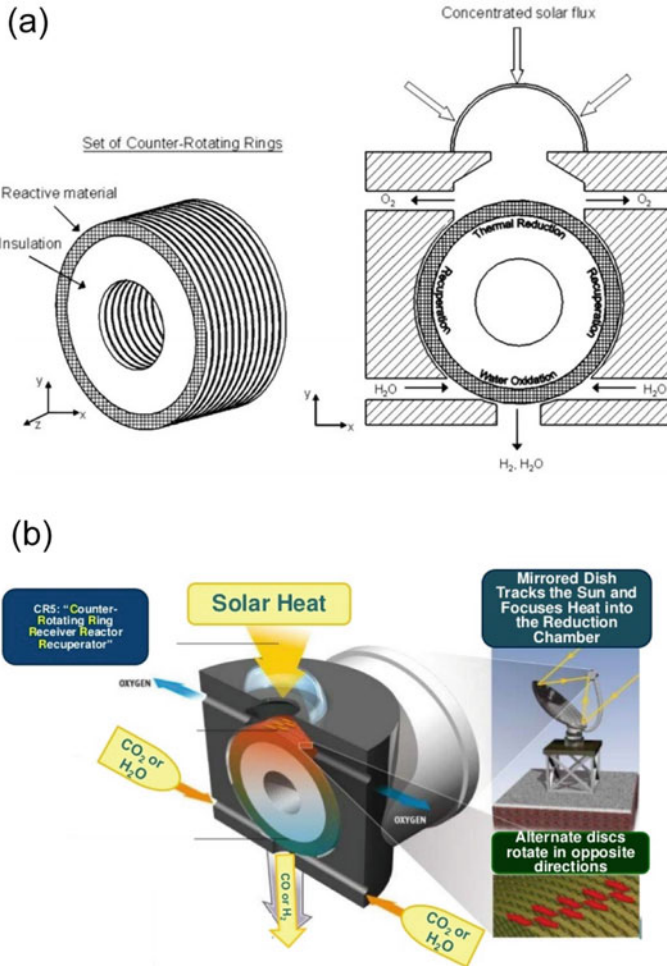 (a)
Concentrated solar flux
Set of Counter-Rotating Rings
Reactive material
Insulation
y
x
z
O₂
O₂
Thermal Reduction
Recuperation
Recuperation
Water Oxidation
H₂O
H₂O
y
x
H₂, H₂O
(b)
CR5: "Counter-
Rotating Ring
Receiver Reactor
Recuperator"
Solar Heat
Mirrored Dish
Tracks the Sun and
Focuses Heat into
the Reduction
Chamber
OXYGEN
CO₂ or
H₂O
OXYGEN
CO or H₂
CO₂ or
H₂O
Alternate discs
rotate in opposite
directions